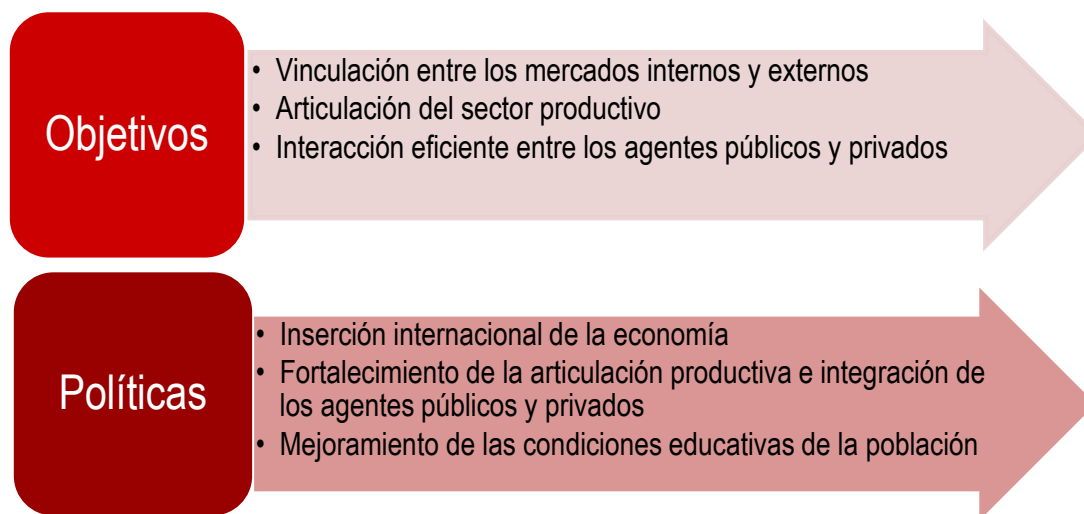 Objetivos
• Vinculación entre los mercados internos y externos
• Articulación del sector productivo
• Interacción eficiente entre los agentes públicos y privados
Políticas
• Inserción internacional de la economía
• Fortalecimiento de la articulación productiva e integración de
los agentes públicos y privados
• Mejoramiento de las condiciones educativas de la población